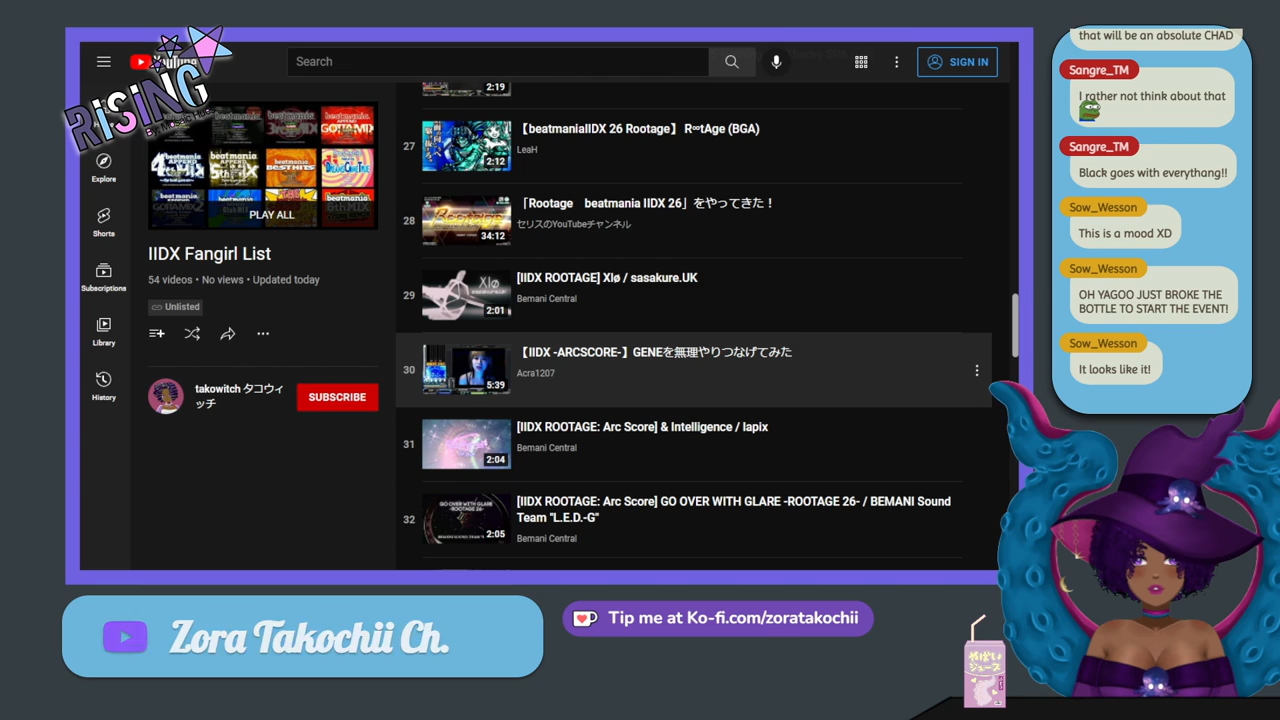 RISING
Search
SIGN IN
Explore
Shorts
Subscriptions
Library
History
PLAY ALL
IIDX Fangirl List
54 videos • No views • Updated today
Unlisted
takowitch タコウィ
ッチ
SUBSCRIBE
2:19
27
2:12
【beatmaniaIIDX 26 Rootage】 R∞tAge (BGA)
LeaH
28
34:12
「Rootage　beatmania IIDX 26」をやってきた！
セリスのYouTubeチャンネル
29
2:01
[IIDX ROOTAGE] XIø / sasakure.UK
Bemani Central
30
5:39
【IIDX -ARCSCORE-】GENEを無理やりつなげてみた
Acra1207
31
2:04
[IIDX ROOTAGE: Arc Score] & Intelligence / lapix
Bemani Central
32
2:05
[IIDX ROOTAGE: Arc Score] GO OVER WITH GLARE -ROOTAGE 26- / BEMANI Sound
Team "L.E.D.-G"
Bemani Central
that will be an absolute CHAD
Sangre_TM
I rather not think about that
Sangre_TM
Black goes with everythang!!
Sow_Wesson
This is a mood XD
Sow_Wesson
OH YAGOO JUST BROKE THE
BOTTLE TO START THE EVENT!
Sow_Wesson
It looks like it!
Zora Takochii Ch.
Tip me at Ko-fi.com/zoratakochii